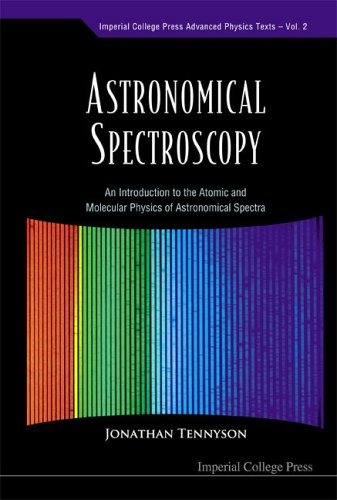 Imperial College Press Advanced Physics Texts – Vol. 2
ASTRONOMICAL
SPECTROSCOPY
An Introduction to the Atomic and
Molecular Physics of Astronomical Spectra
JONATHAN TENNYSON
Imperial College Press